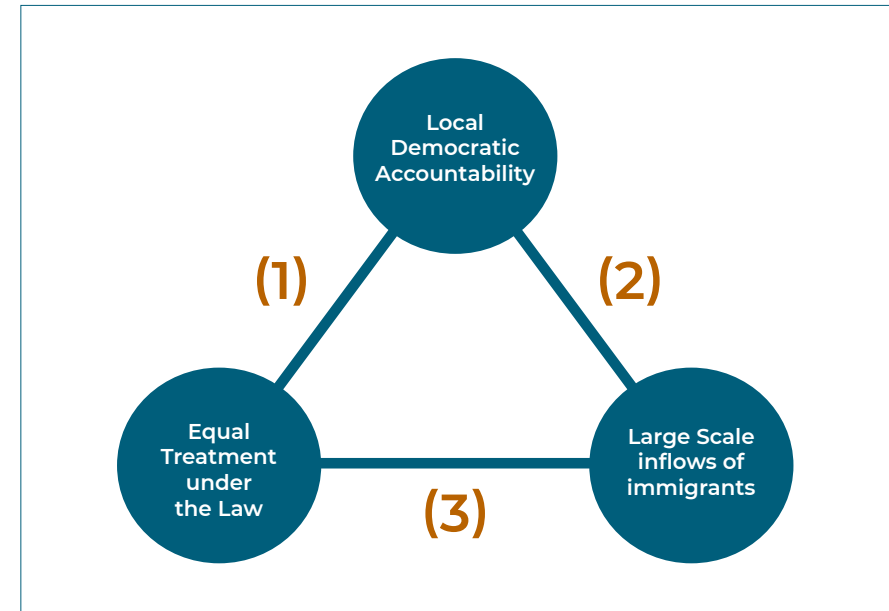 Local
Democratic
Accountability
(1)
(2)
Equal
Treatment
under
the Law
Large Scale
inflows of
immigrants
(3)